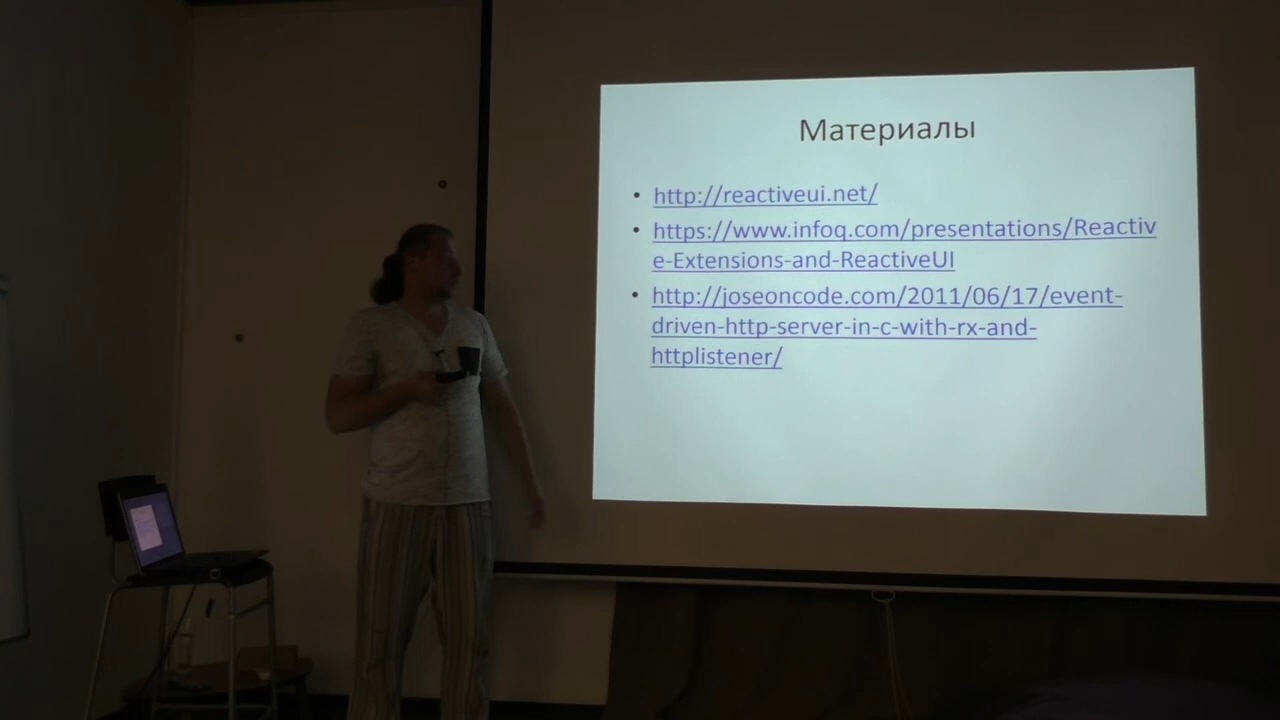 Материалы
• http://reactiveui.net/
• https://www.infoq.com/presentations/Reactiv
e-Extensions-and-ReactiveUI
• http://joseoncode.com/2011/06/17/event-
driven-http-server-in-c-with-rx-and-
httplistener/